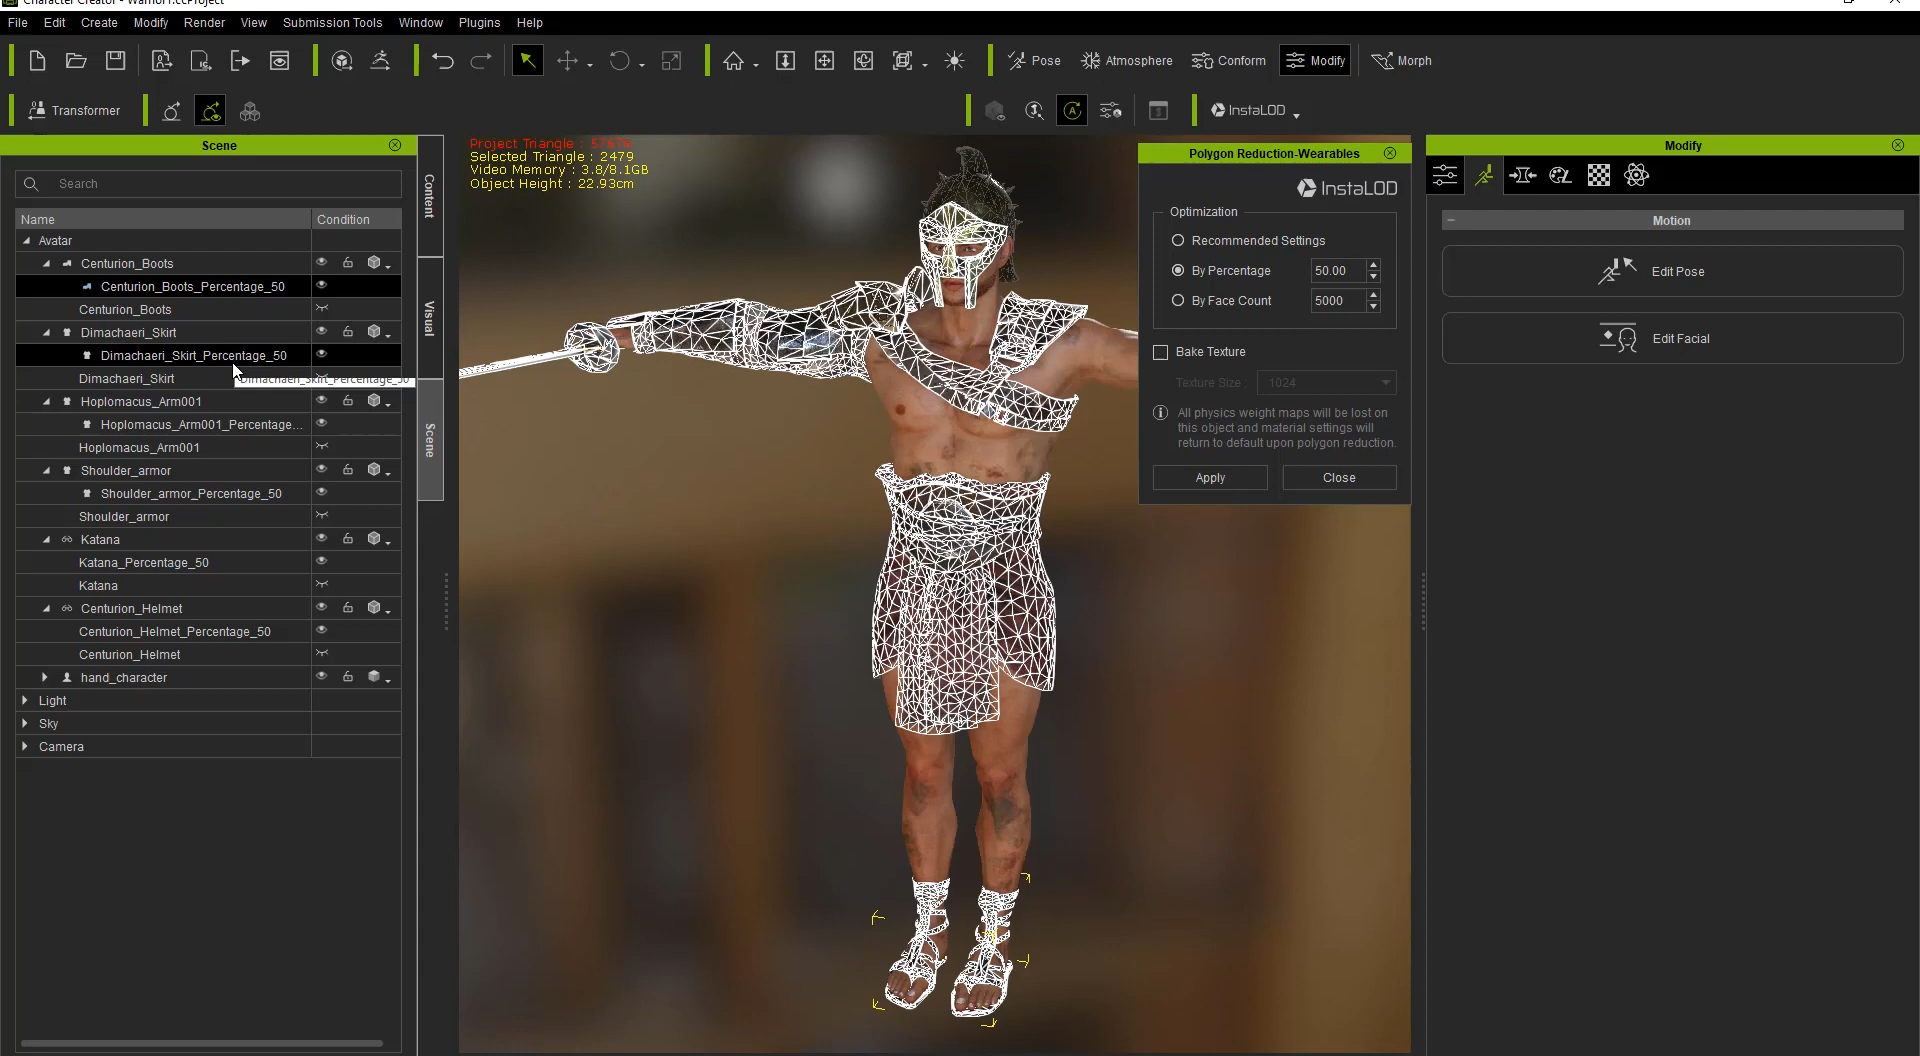 File Edit Create Modify Render View Submission Tools Window Plugins Help
Pose Atmosphere Conform Modify Morph
Transformer
InstaLOD
Scene
Search
Name Condition
Avatar
Centurion_Boots
Centurion_Boots_Percentage_50
Centurion_Boots
Dimachaeri_Skirt
Dimachaeri_Skirt_Percentage_50
Dimachaeri_Skirt
Dimachaeri_Skirt_Percentage_50
Hoplomacus_Arm001
Hoplomacus_Arm001_Percentage...
Hoplomacus_Arm001
Shoulder_armor
Shoulder_armor_Percentage_50
Shoulder_armor
Katana
Katana_Percentage_50
Katana
Centurion_Helmet
Centurion_Helmet_Percentage_50
Centurion_Helmet
hand_character
Light
Sky
Camera
Content
Visual
Scene
Project Triangle :
Selected Triangle : 2479
Video Memory : 3.8/8.1GB
Object Height : 22.93cm
Polygon Reduction-Wearables
InstaLOD
Optimization
Recommended Settings
By Percentage 50.00
By Face Count 5000
Bake Texture
Texture Size : 1024
All physics weight maps will be lost on
this object and material settings will
return to default upon polygon reduction.
Apply Close
Modify
Motion
Edit Pose
Edit Facial